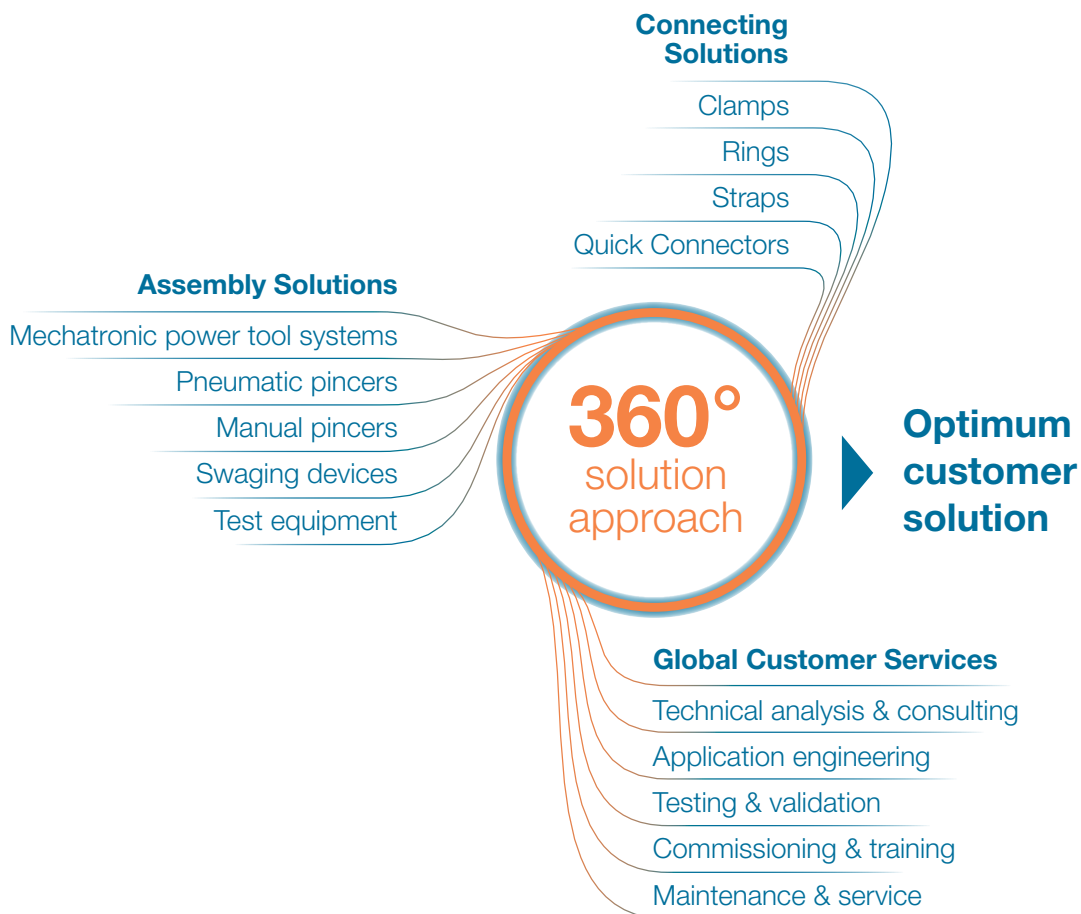 Connecting
Solutions
Clamps
Rings
Straps
Quick Connectors
Assembly Solutions
Mechatronic power tool systems
Pneumatic pincers
Manual pincers
Swaging devices
Test equipment
360°
solution
approach
Optimum
customer
solution
Global Customer Services
Technical analysis & consulting
Application engineering
Testing & validation
Commissioning & training
Maintenance & service